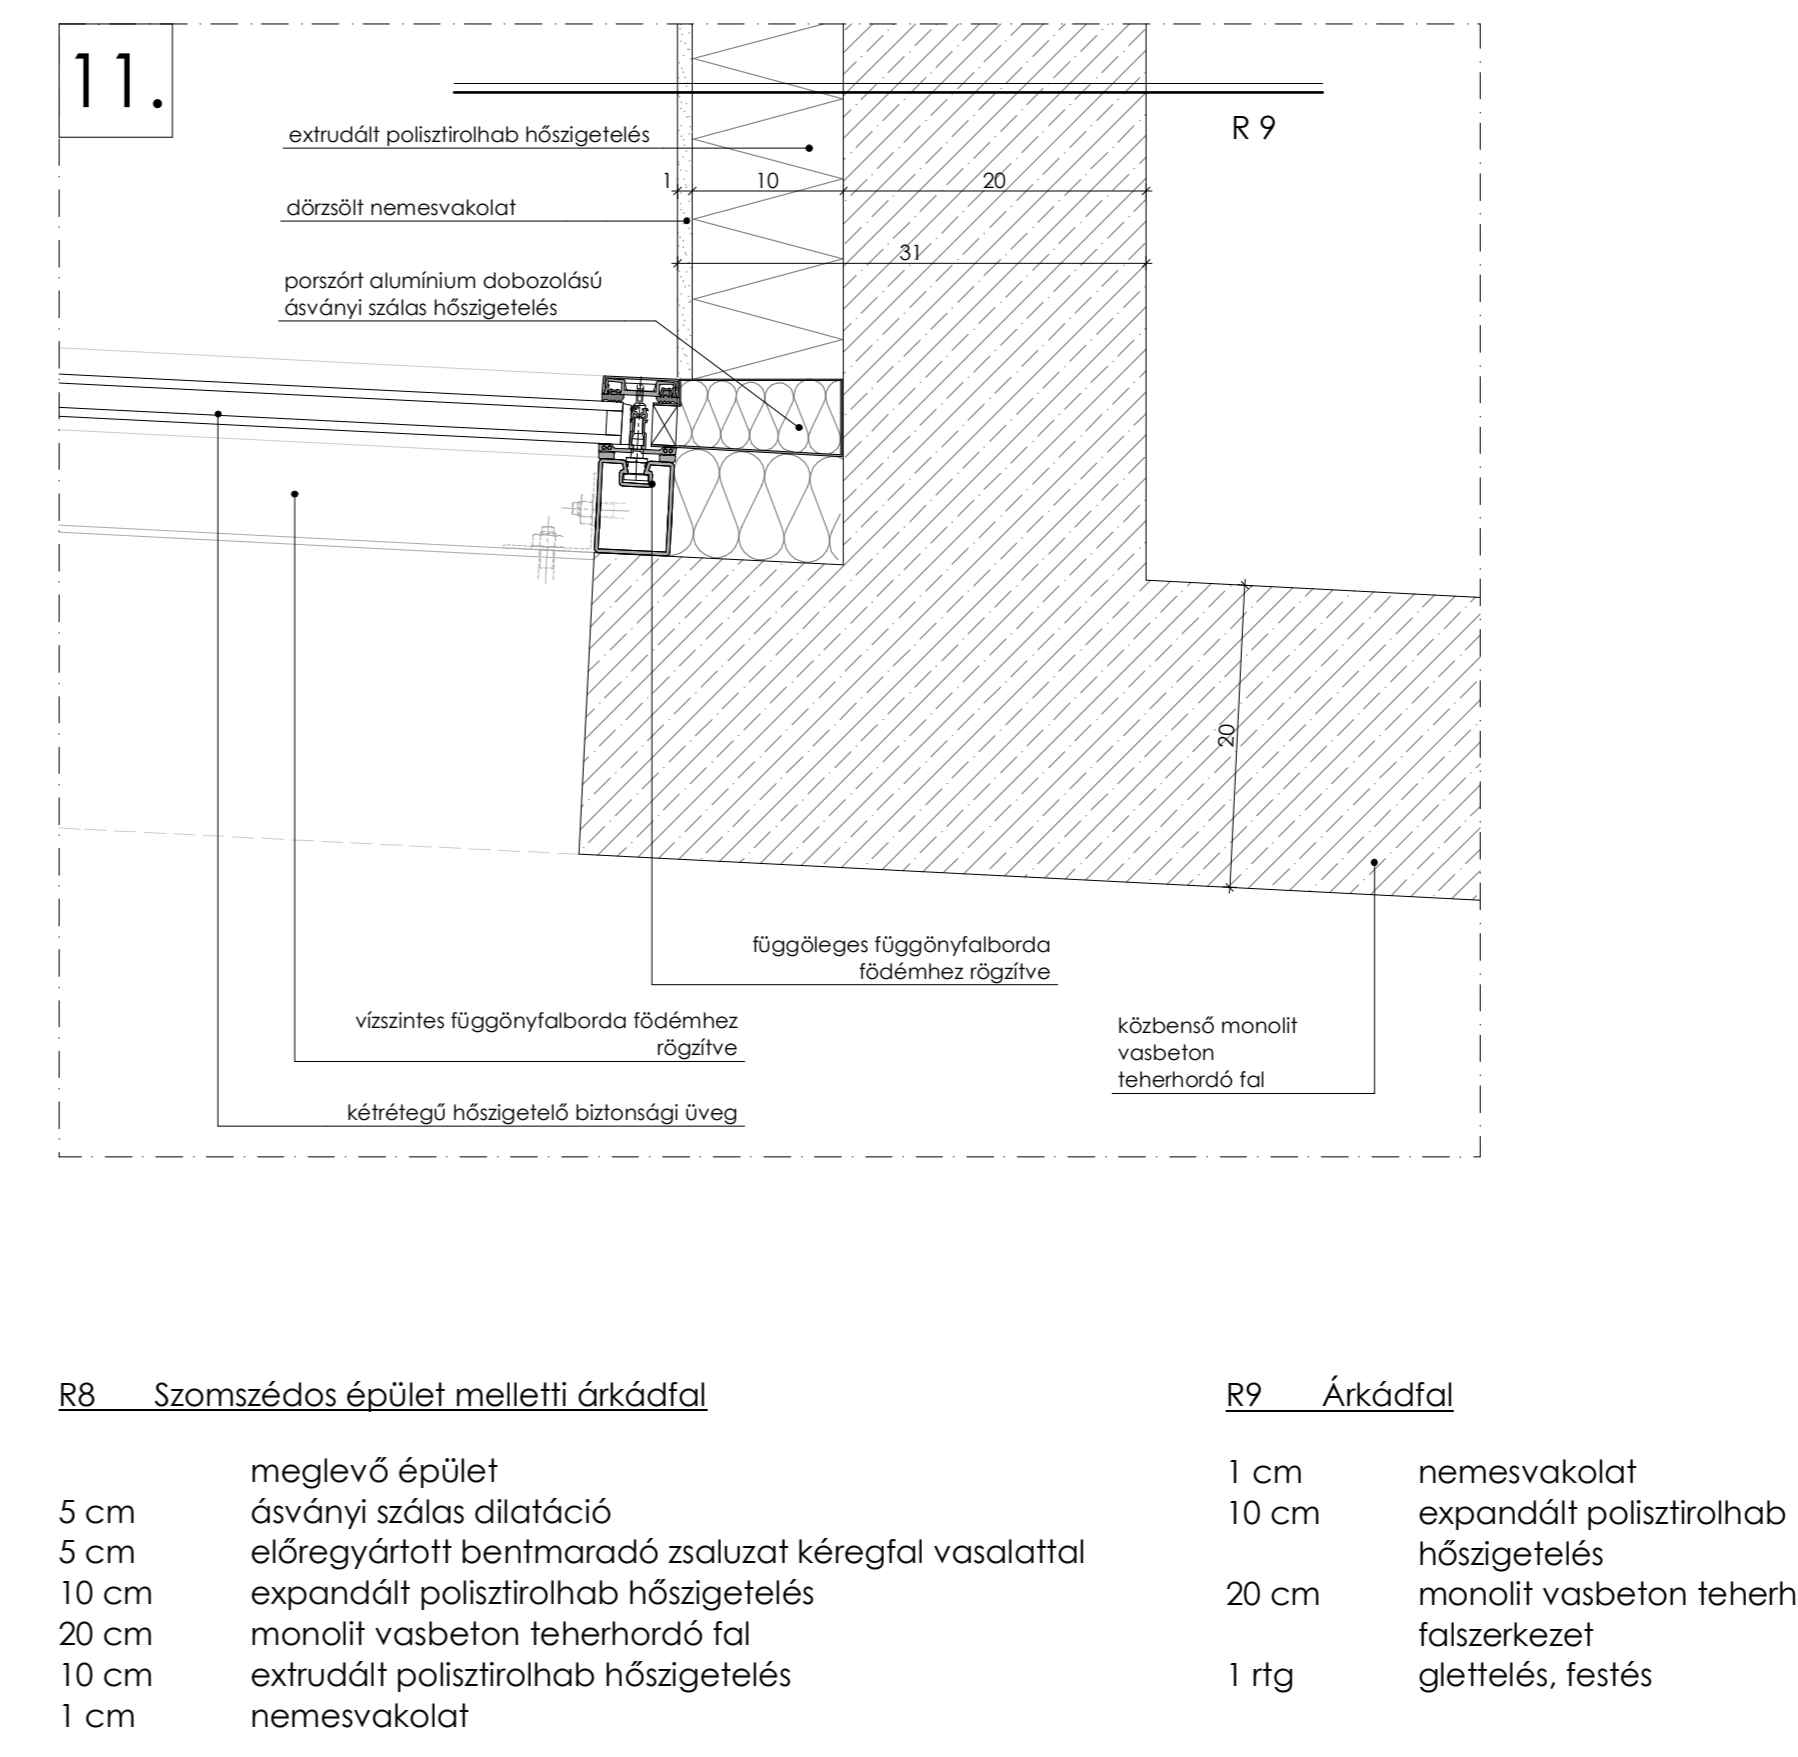 11.
R 9
extrudált polisztirolhab hőszigetelés
1
10
20
dörzsölt nemesvakolat
31
porszórt alumínium dobozolású
ásványi szálas hőszigetelés
20
függöleges függönyfalborda
födémhez rögzítve
vízszintes függönyfalborda födémhez
rögzítve
közbenső monolit
vasbeton
teherhordó fal
kétrétegű hőszigetelő biztonsági üveg
R8 Szomszédos épület melletti árkádfal
meglevő épület
5 cm ásványi szálas dilatáció
5 cm előregyártott bentmaradó zsaluzat kéregfal vasalattal
10 cm expandált polisztirolhab hőszigetelés
20 cm monolit vasbeton teherhordó fal
10 cm extrudált polisztirolhab hőszigetelés
1 cm nemesvakolat
R9 Árkádfal
1 cm nemesvakolat
10 cm expandált polisztirolhab
hőszigetelés
20 cm monolit vasbeton teherh
falszerkezet
1 rtg glettelés, festés